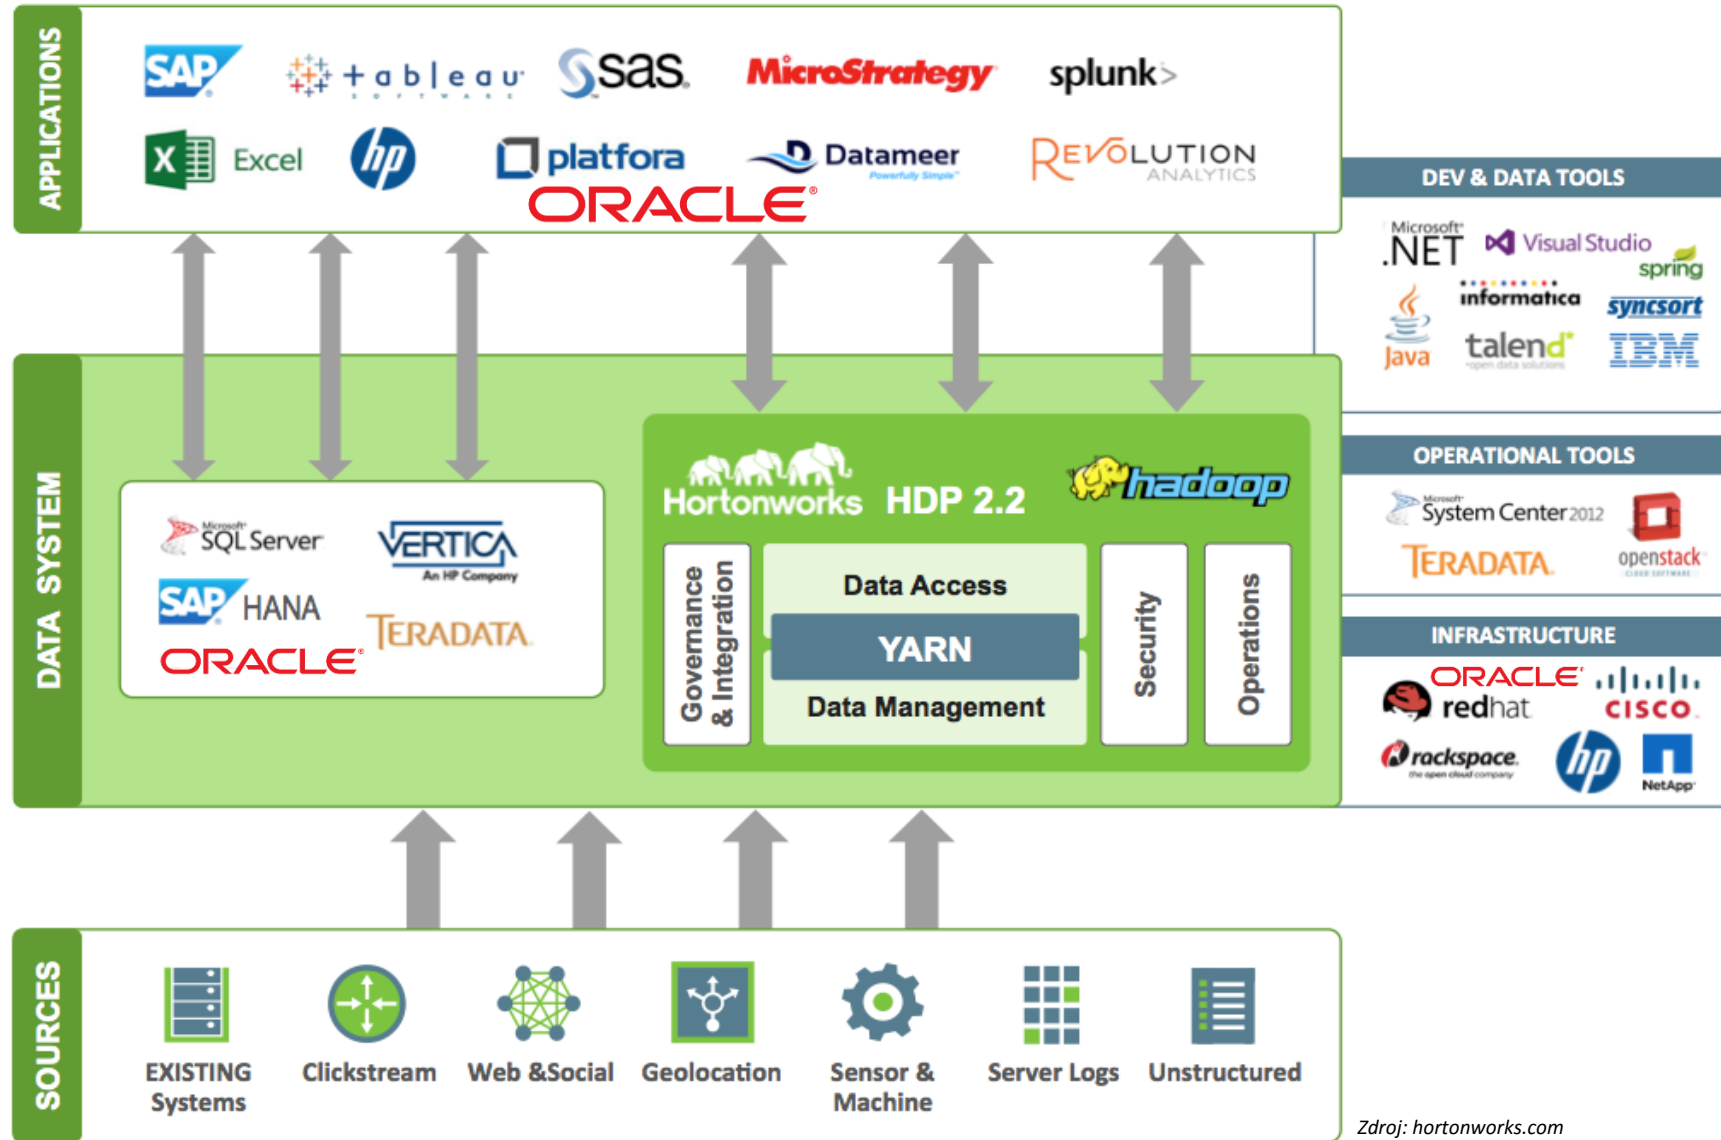 APPLICATIONS
SAP
+ableau
SOFTWARE
sas
MicroStrategy
splunk>
X Excel
hp
platfora
Datameer
Powerfully Simple™
REVOLUTION
ANALYTICS
ORACLE®
DEV & DATA TOOLS
Microsoft®
.NET
Visual Studio
spring
informatica
syncsort
Java
talend*
*open data solutions
IBM
DATA SYSTEM
Microsoft®
SQL Server
VERTICA
An HP Company
SAP HANA
TERADATA
ORACLE®
Hortonworks
HDP 2.2
hadoop
Governance
& Integration
Data Access
YARN
Data Management
Security
Operations
OPERATIONAL TOOLS
Microsoft®
System Center 2012
TERADATA
openstack
CLOUD SOFTWARE
INFRASTRUCTURE
ORACLE®
redhat
CISCO
rackspace.
the open cloud company
hp
NetApp
SOURCES
EXISTING
Systems
Clickstream
Web &Social
Geolocation
Sensor &
Machine
Server Logs
Unstructured
Zdroj: hortonworks.com